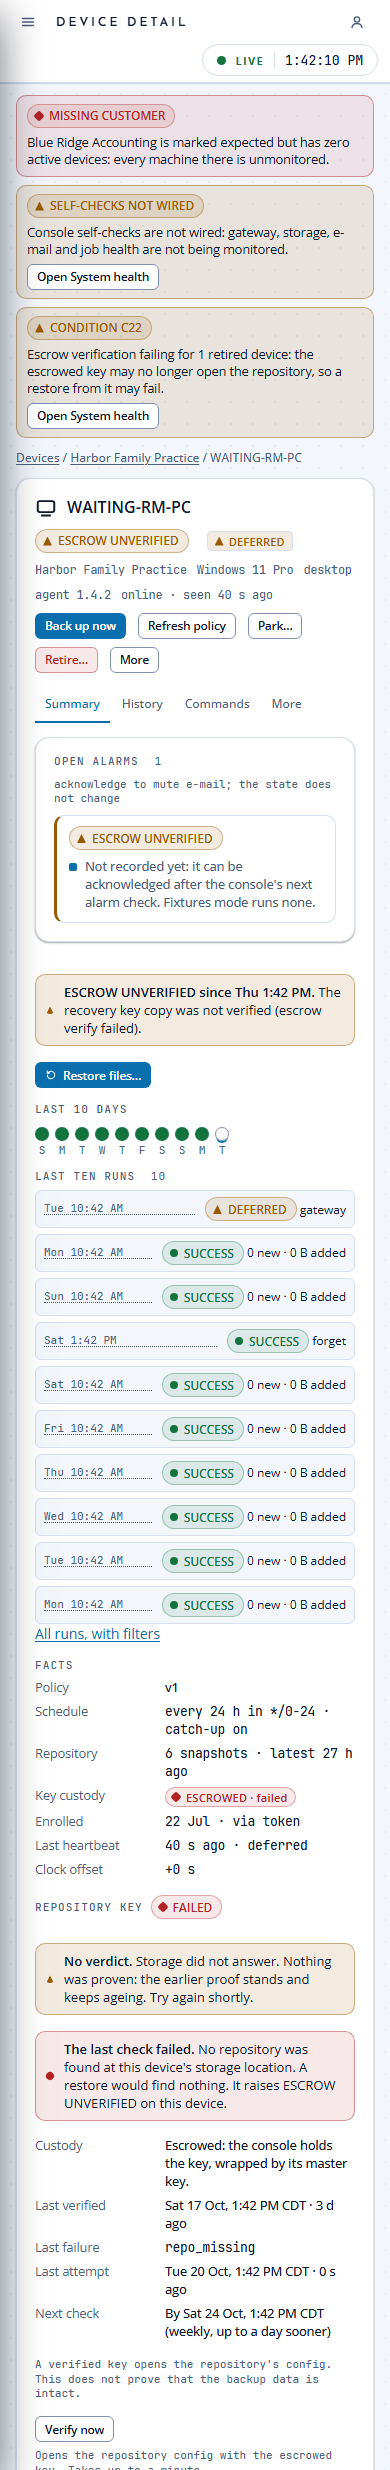 DEVICE DETAIL
LIVE 1:42:10 PM
MISSING CUSTOMER
Blue Ridge Accounting is marked expected but has zero
active devices: every machine there is unmonitored.
SELF-CHECKS NOT WIRED
Console self-checks are not wired: gateway, storage, e-
mail and job health are not being monitored.
Open System health
CONDITION C22
Escrow verification failing for 1 retired device: the
escrowed key may no longer open the repository, so a
restore from it may fail.
Open System health
Devices / Harbor Family Practice / WAITING-RM-PC
WAITING-RM-PC
ESCROW UNVERIFIED DEFERRED
Harbor Family Practice Windows 11 Pro desktop
agent 1.4.2 online · seen 40 s ago
Back up now Refresh policy Park...
Retire... More
Summary History Commands More
OPEN ALARMS 1
acknowledge to mute e-mail; the state does
not change
ESCROW UNVERIFIED
Not recorded yet: it can be
acknowledged after the console's next
alarm check. Fixtures mode runs none.
ESCROW UNVERIFIED since Thu 1:42 PM. The
recovery key copy was not verified (escrow
verify failed).
Restore files...
LAST 10 DAYS
S M T W T F S S M T
LAST TEN RUNS 10
Tue 10:42 AM DEFERRED gateway
Mon 10:42 AM SUCCESS 0 new · 0 B added
Sun 10:42 AM SUCCESS 0 new · 0 B added
Sat 1:42 PM SUCCESS forget
Sat 10:42 AM SUCCESS 0 new · 0 B added
Fri 10:42 AM SUCCESS 0 new · 0 B added
Thu 10:42 AM SUCCESS 0 new · 0 B added
Wed 10:42 AM SUCCESS 0 new · 0 B added
Tue 10:42 AM SUCCESS 0 new · 0 B added
Mon 10:42 AM SUCCESS 0 new · 0 B added
All runs, with filters
FACTS
Policy v1
Schedule every 24 h in */0-24 ·
catch-up on
Repository 6 snapshots · latest 27 h
ago
Key custody ESCROWED · failed
Enrolled 22 Jul · via token
Last heartbeat 40 s ago · deferred
Clock offset +0 s
REPOSITORY KEY FAILED
No verdict. Storage did not answer. Nothing
was proven: the earlier proof stands and
keeps ageing. Try again shortly.
The last check failed. No repository was
found at this device's storage location. A
restore would find nothing. It raises ESCROW
UNVERIFIED on this device.
Custody Escrowed: the console holds
the key, wrapped by its master
key.
Last verified Sat 17 Oct, 1:42 PM CDT · 3 d
ago
Last failure repo_missing
Last attempt Tue 20 Oct, 1:42 PM CDT · 0 s
ago
Next check By Sat 24 Oct, 1:42 PM CDT
(weekly, up to a day sooner)
A verified key opens the repository's config.
This does not prove that the backup data is
intact.
Verify now
Opens the repository config with the escrowed
key. Takes up to a minute.